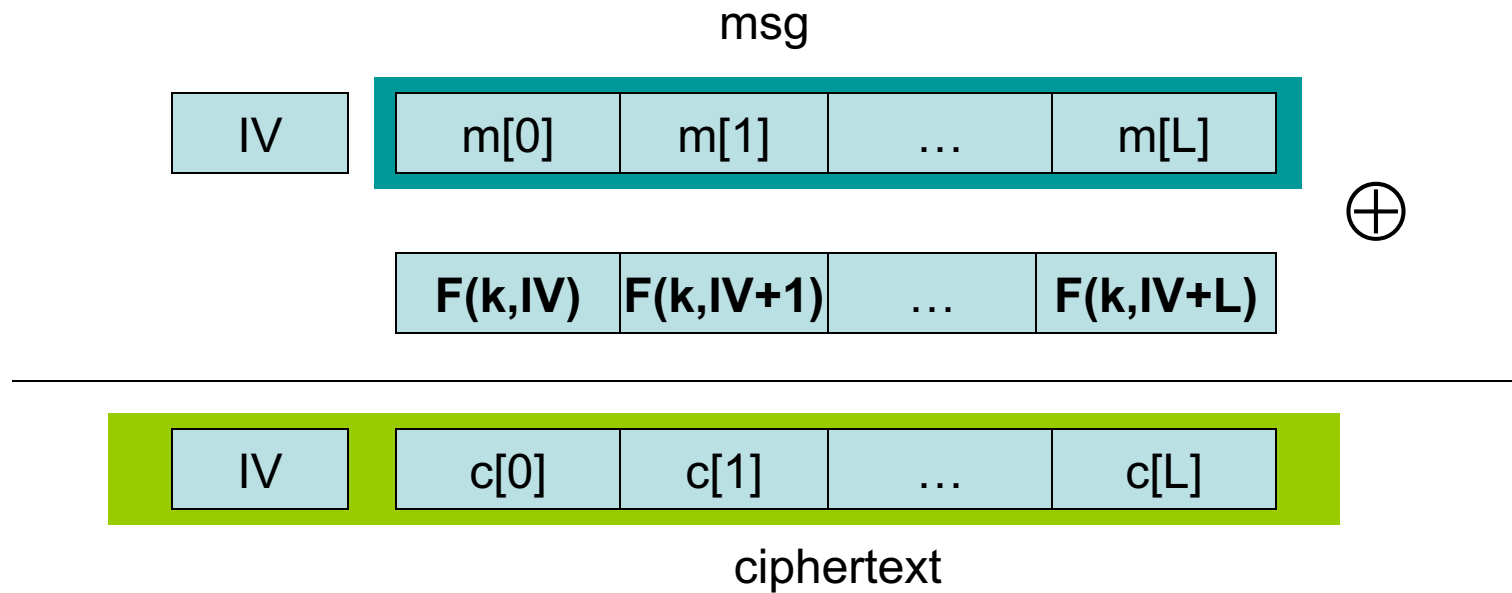 msg
IV m[0] m[1] … m[L]
⊕
F(k,IV) F(k,IV+1) … F(k,IV+L)
IV c[0] c[1] … c[L]
ciphertext